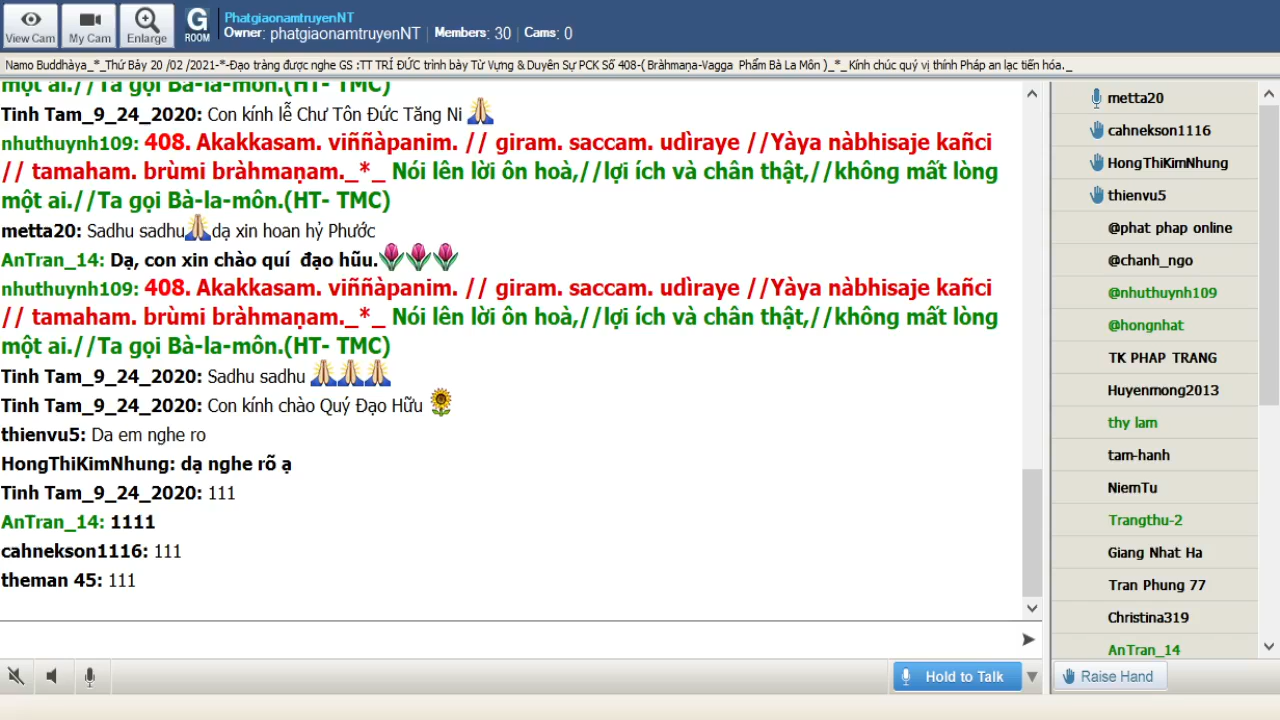 View Cam
My Cam
Enlarge
G
ROOM
PhatgiaonamtruyenNT
Owner: phatgiaonamtruyenNT | Members: 30 | Cams: 0
Namo Buddhàya_*_Thứ Bảy 20 /02 /2021-*-Đạo tràng được nghe GS :TT TRÍ ĐỨC trình bày Từ Vựng & Duyên Sự PCK Số 408-( Bràhmaṇa-Vagga Phẩm Bà La Môn )_*_ Kính chúc quý vị thính Pháp an lạc tiến hóa._
một ai.//Ta gọi Bà-la-môn.(HT- TMC)
Tinh Tam_9_24_2020: Con kính lễ Chư Tôn Đức Tăng Ni
nhuthuynh109: 408. Akakkasam. viññàpanim. // giram. saccam. udìraye //Yàya nàbhisaje kañci
// tamaham. brùmi bràhmaṇam._*_ Nói lên lời ôn hoà,//lợi ích và chân thật,//không mất lòng
một ai.//Ta gọi Bà-la-môn.(HT- TMC)
metta20: Sadhu sadhu dạ xin hoan hỷ Phước
AnTran_14: Dạ, con xin chào quí đạo hữu.
nhuthuynh109: 408. Akakkasam. viññàpanim. // giram. saccam. udìraye //Yàya nàbhisaje kañci
// tamaham. brùmi bràhmaṇam._*_ Nói lên lời ôn hoà,//lợi ích và chân thật,//không mất lòng
một ai.//Ta gọi Bà-la-môn.(HT- TMC)
Tinh Tam_9_24_2020: Sadhu sadhu
Tinh Tam_9_24_2020: Con kính chào Quý Đạo Hữu
thienvu5: Da em nghe ro
HongThiKimNhung: dạ nghe rõ ạ
Tinh Tam_9_24_2020: 111
AnTran_14: 1111
cahnekson1116: 111
theman 45: 111
Hold to Talk
metta20
cahnekson1116
HongThiKimNhung
thienvu5
@phat phap online
@chanh_ngo
@nhuthuynh109
@hongnhat
TK PHAP TRANG
Huyenmong2013
thy lam
tam-hanh
NiemTu
Trangthu-2
Giang Nhat Ha
Tran Phung 77
Christina319
AnTran_14
Raise Hand